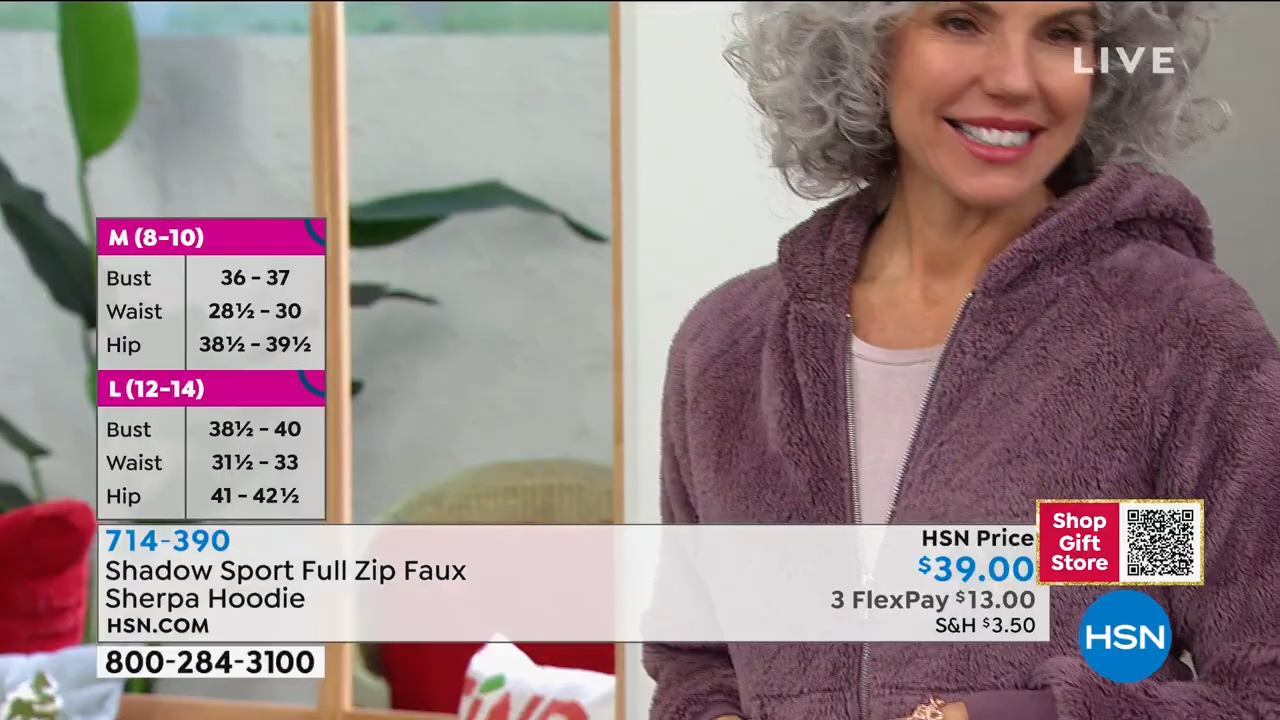 LIVE
M (8-10)
Bust 36 - 37
Waist 28½ - 30
Hip 38½ - 39½
L (12-14)
Bust 38½ - 40
Waist 31½ - 33
Hip 41 - 42½
714-390
Shadow Sport Full Zip Faux
Sherpa Hoodie
HSN.COM
800-284-3100
HSN Price
$39.00
3 FlexPay $13.00
S&H $3.50
Shop
Gift
Store
HSN